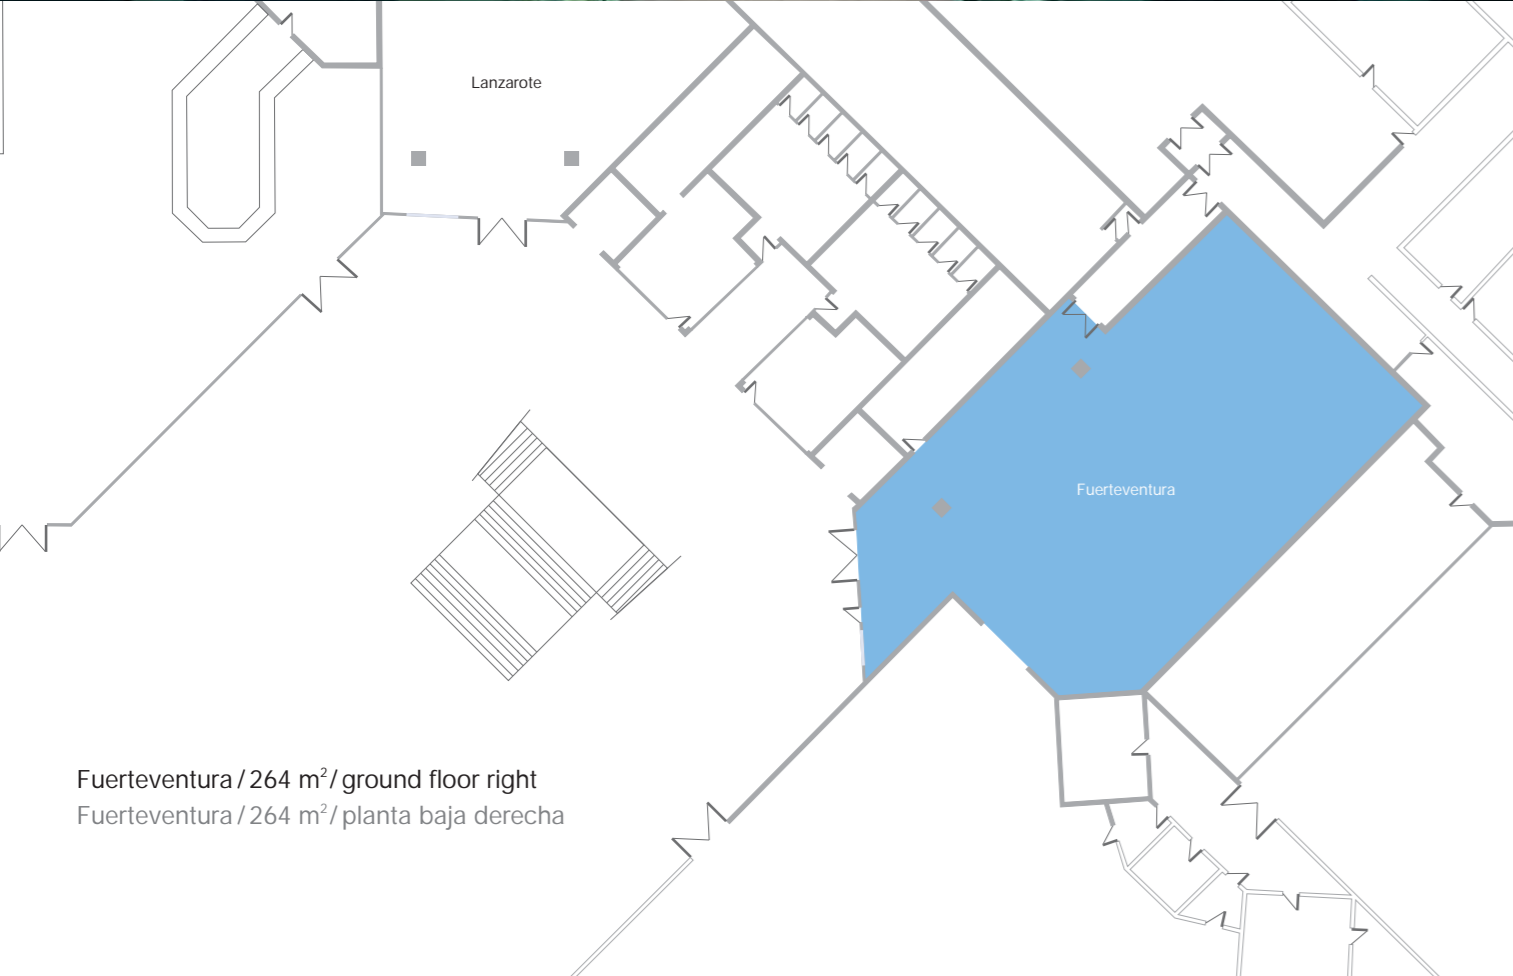 Lanzarote
Fuerteventura
Fuerteventura / 264 m² / ground floor right
Fuerteventura / 264 m² / planta baja derecha